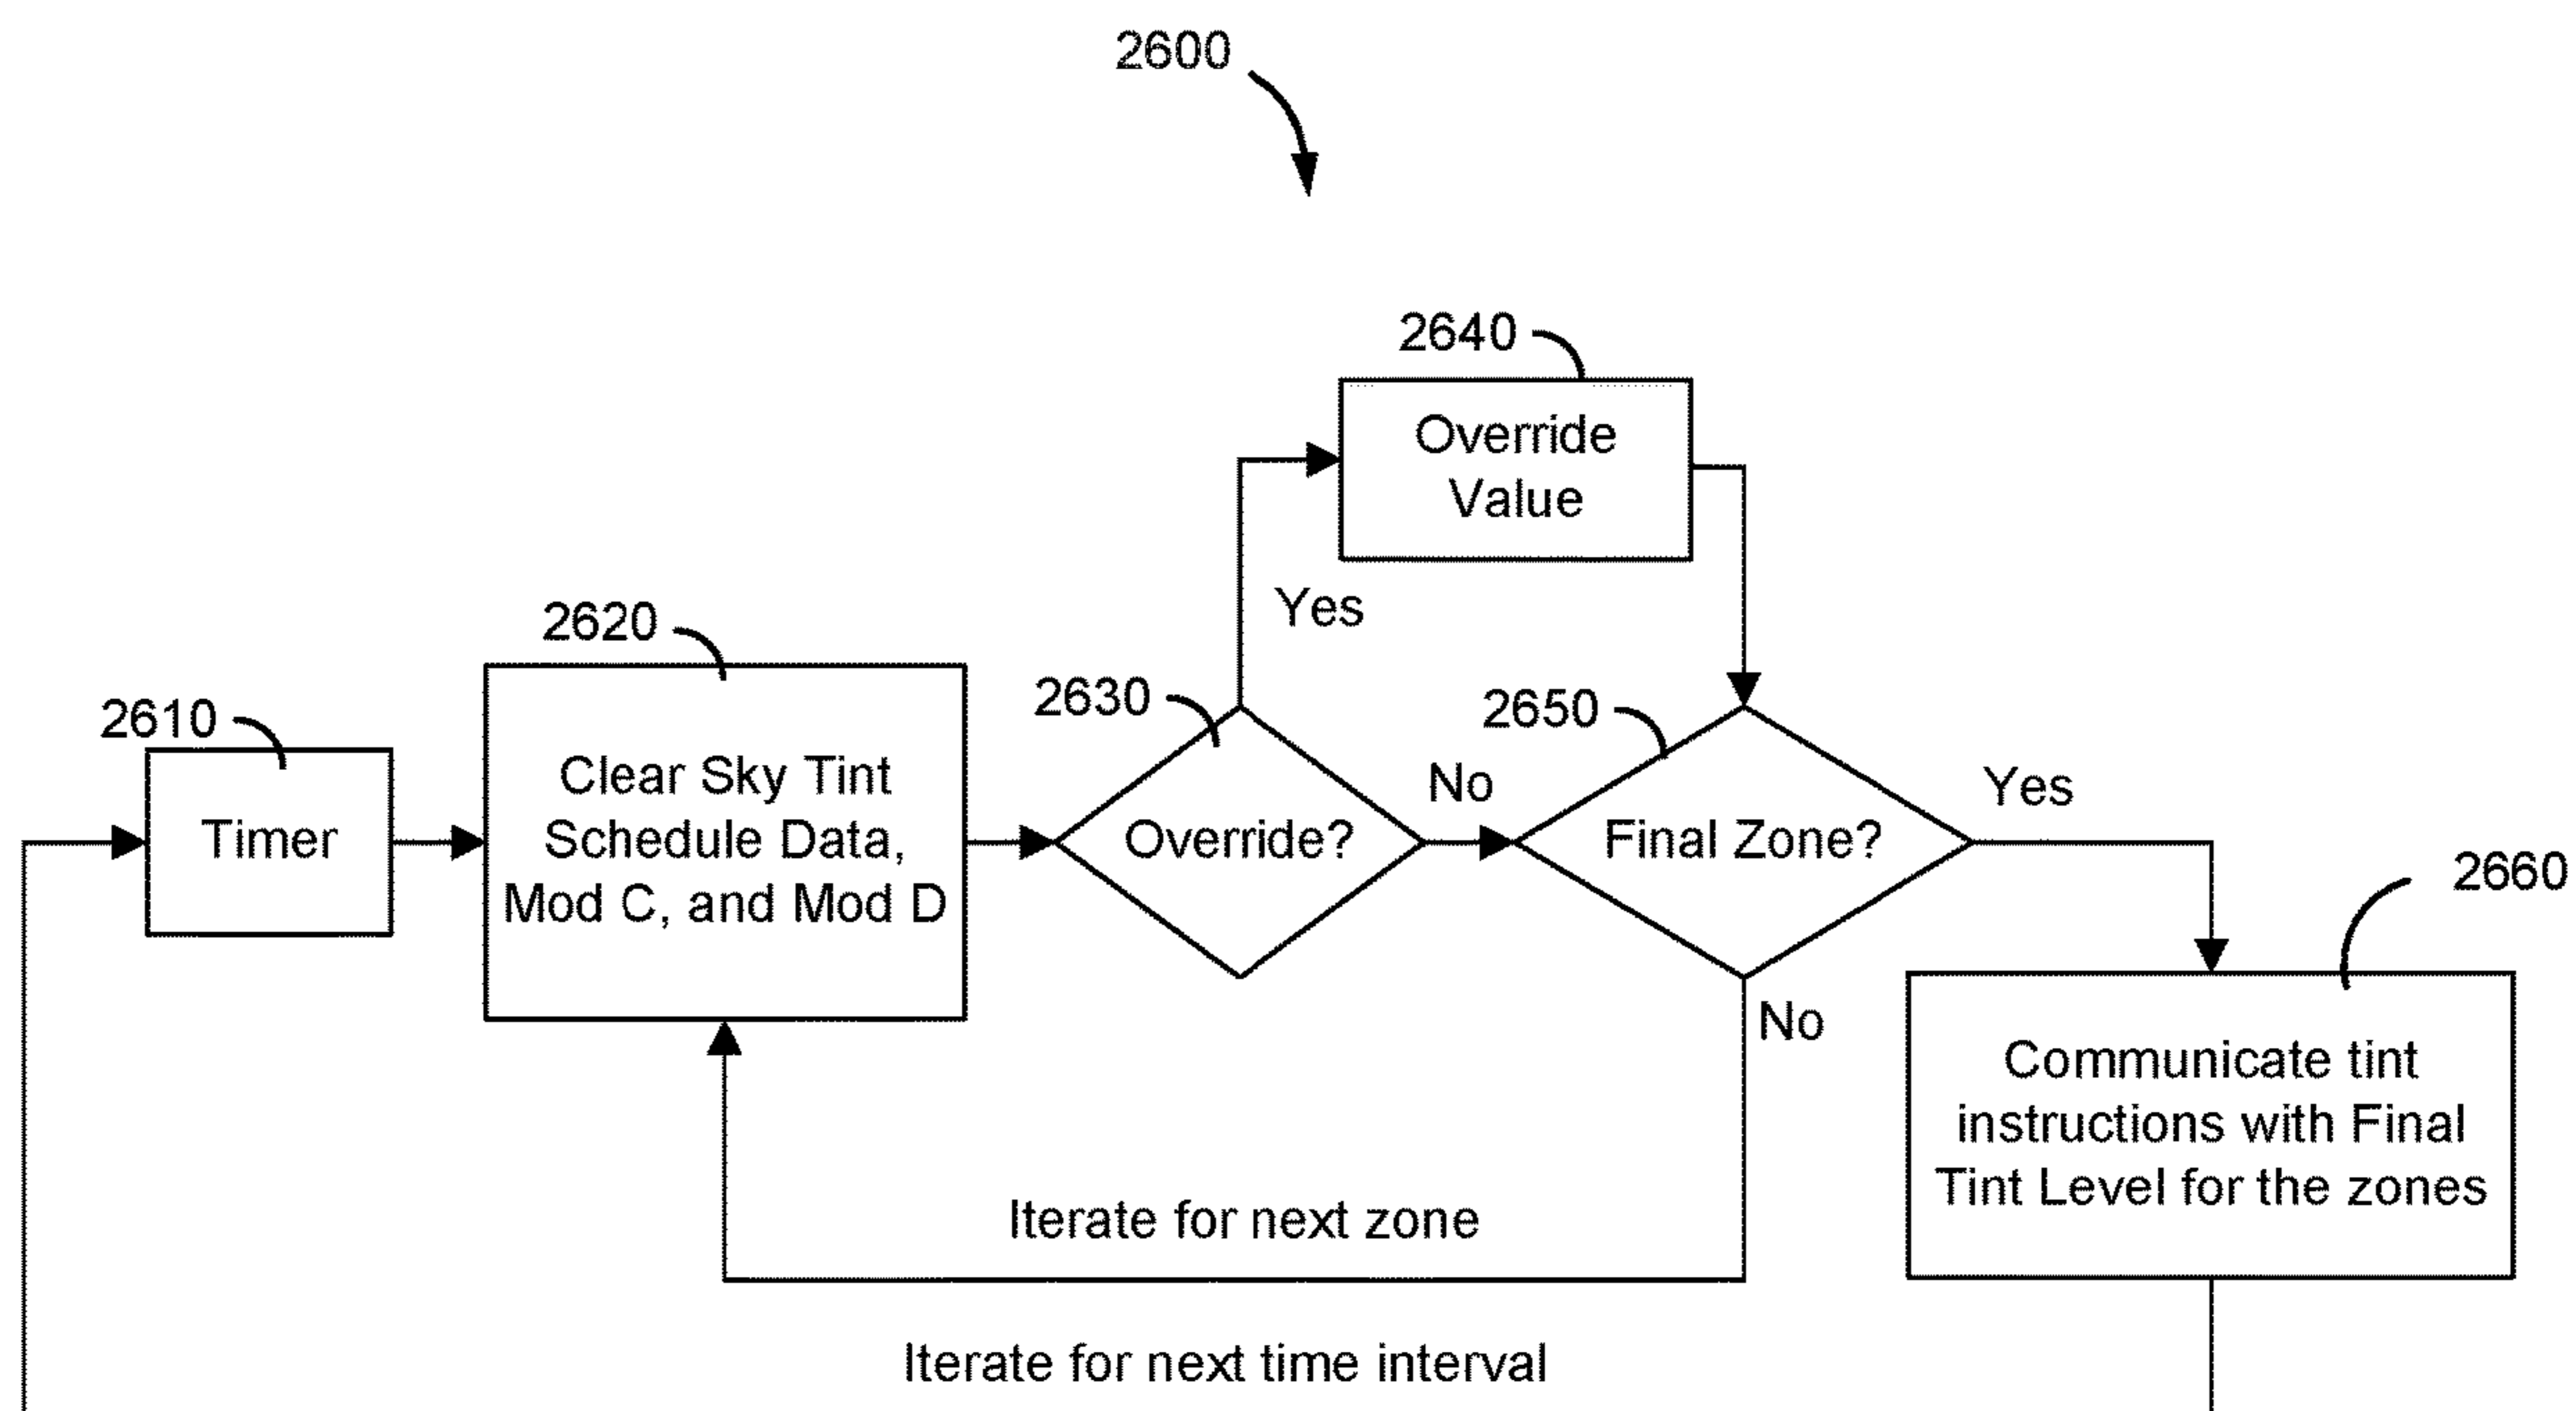 2600
2640
Override
Value
Yes
2620
2630
2650
2610
Clear Sky Tint
Schedule Data,
Mod C, and Mod D
Timer
Override?
No
Final Zone?
Yes
2660
No
Communicate tint
instructions with Final
Tint Level for the zones
Iterate for next zone
Iterate for next time interval